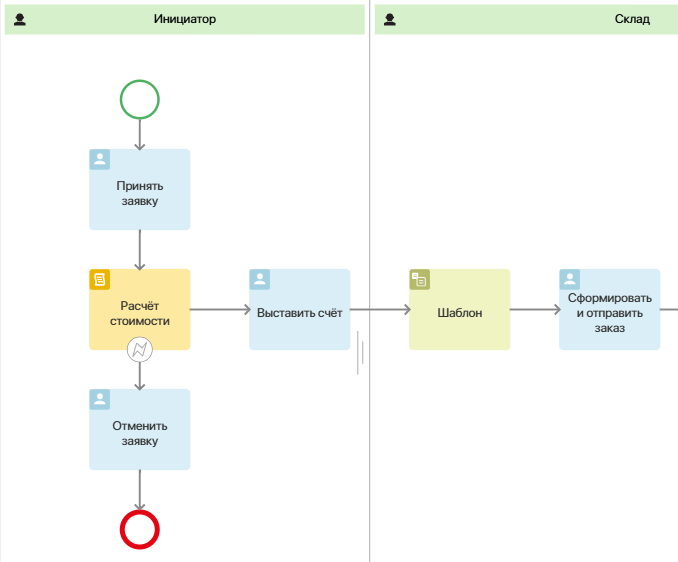 Инициатор
Склад
Принять
заявку
Расчёт
стоимости
Выставить счёт
Шаблон
Сформировать
и отправить
заказ
Отменить
заявку